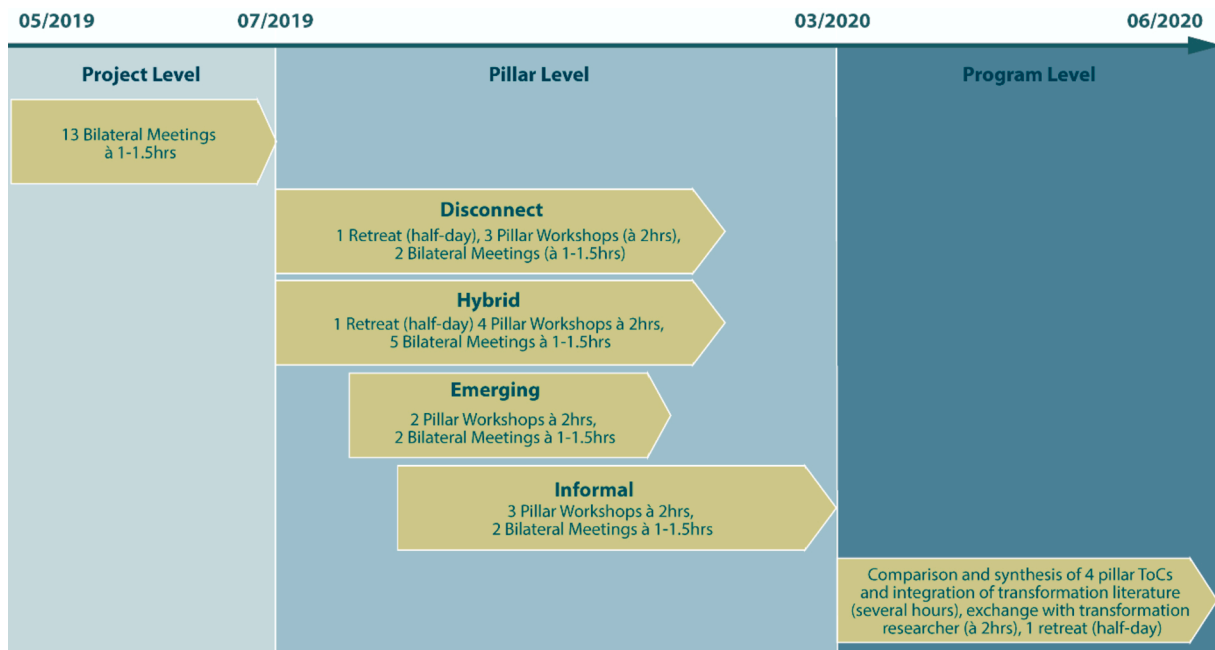 05/2019 07/2019 03/2020 06/2020
Project Level Pillar Level Program Level
13 Bilateral Meetings
à 1-1.5hrs
Disconnect
1 Retreat (half-day), 3 Pillar Workshops (à 2hrs),
2 Bilateral Meetings (à 1-1.5hrs)
Hybrid
1 Retreat (half-day) 4 Pillar Workshops à 2hrs,
5 Bilateral Meetings à 1-1.5hrs
Emerging
2 Pillar Workshops à 2hrs,
2 Bilateral Meetings à 1-1.5hrs
Informal
3 Pillar Workshops à 2hrs,
2 Bilateral Meetings à 1-1.5hrs
Comparison and synthesis of 4 pillar ToCs
and integration of transformation literature
(several hours), exchange with transformation
researcher (à 2hrs), 1 retreat (half-day)